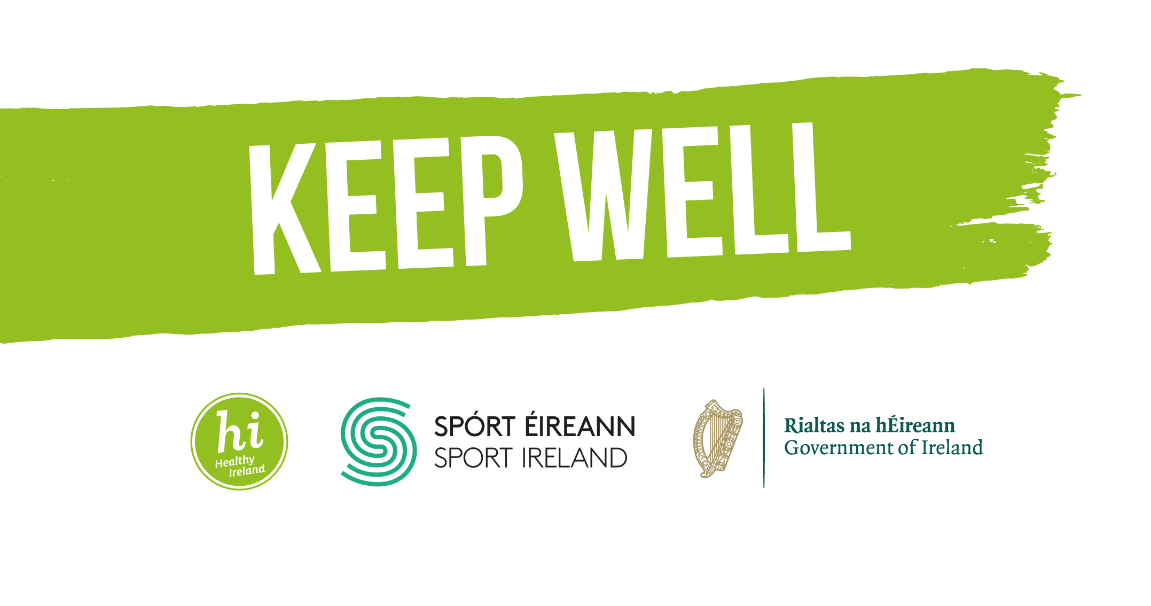 KEEP WELL
hi
Healthy
Ireland
SPÓRT ÉIREANN
SPORT IRELAND
Rialtas na hÉireann
Government of Ireland